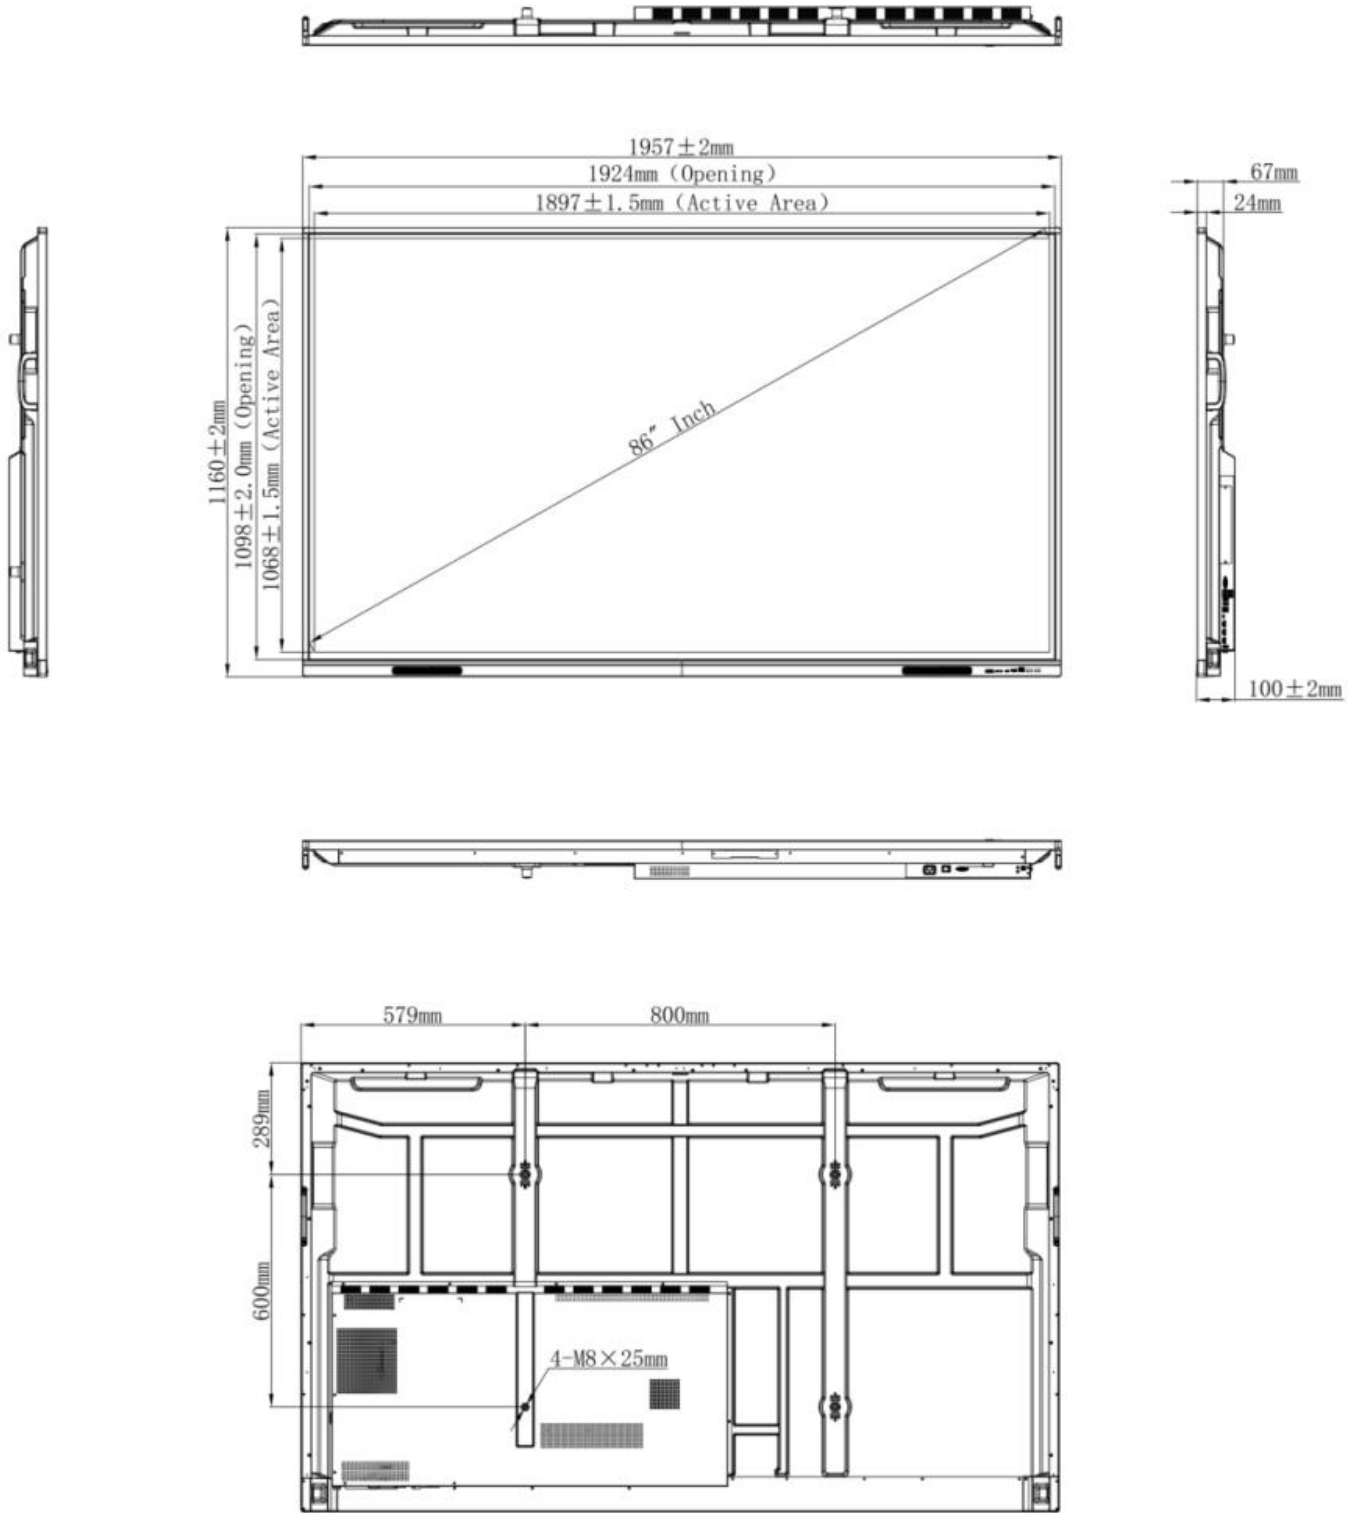 1957±2mm
1924mm (Opening)
1897±1.5mm (Active Area)
67mm
24mm
1160±2mm
1098±2.0mm (Opening)
1068±1.5mm (Active Area)
86″ Inch
100±2mm
579mm
800mm
289mm
600mm
4-M8×25mm